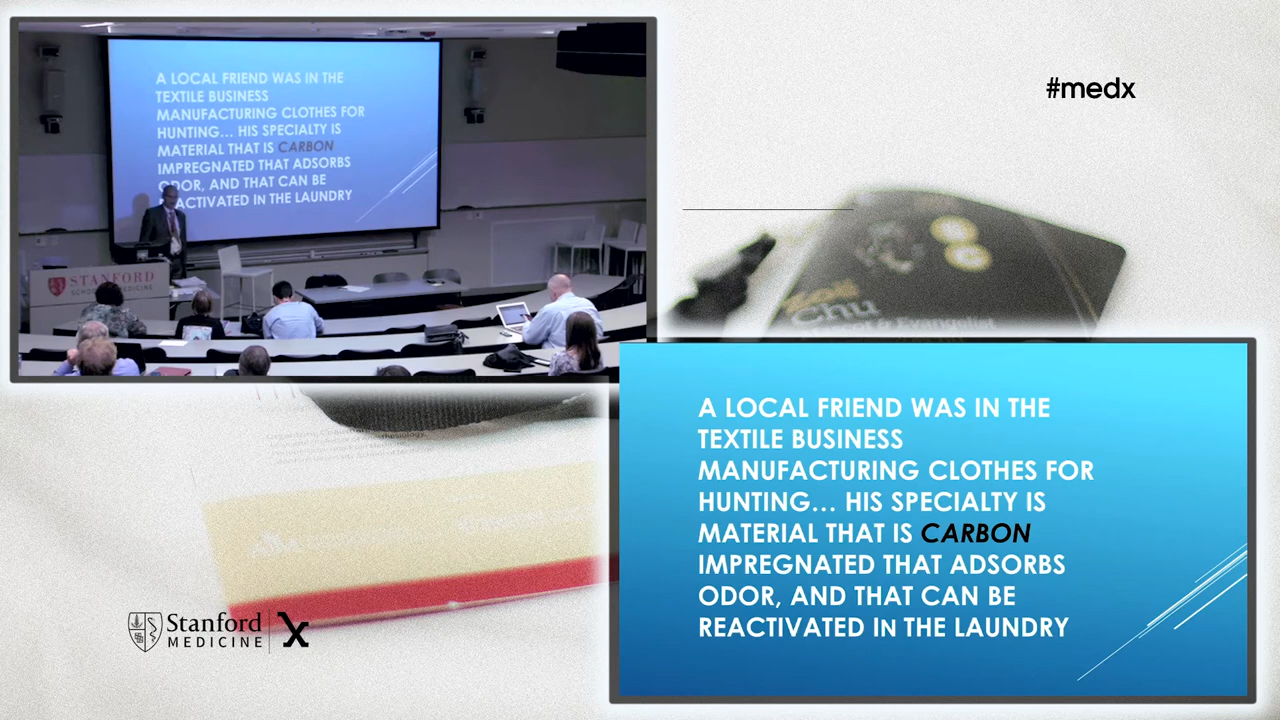 A LOCAL FRIEND WAS IN THE
TEXTILE BUSINESS
MANUFACTURING CLOTHES FOR
HUNTING... HIS SPECIALTY IS
MATERIAL THAT IS CARBON
IMPREGNATED THAT ADSORBS
ODOR, AND THAT CAN BE
REACTIVATED IN THE LAUNDRY
STANFORD
SCHOOL OF MEDICINE
#medx
A LOCAL FRIEND WAS IN THE
TEXTILE BUSINESS
MANUFACTURING CLOTHES FOR
HUNTING... HIS SPECIALTY IS
MATERIAL THAT IS CARBON
IMPREGNATED THAT ADSORBS
ODOR, AND THAT CAN BE
REACTIVATED IN THE LAUNDRY
Stanford
MEDICINE
X